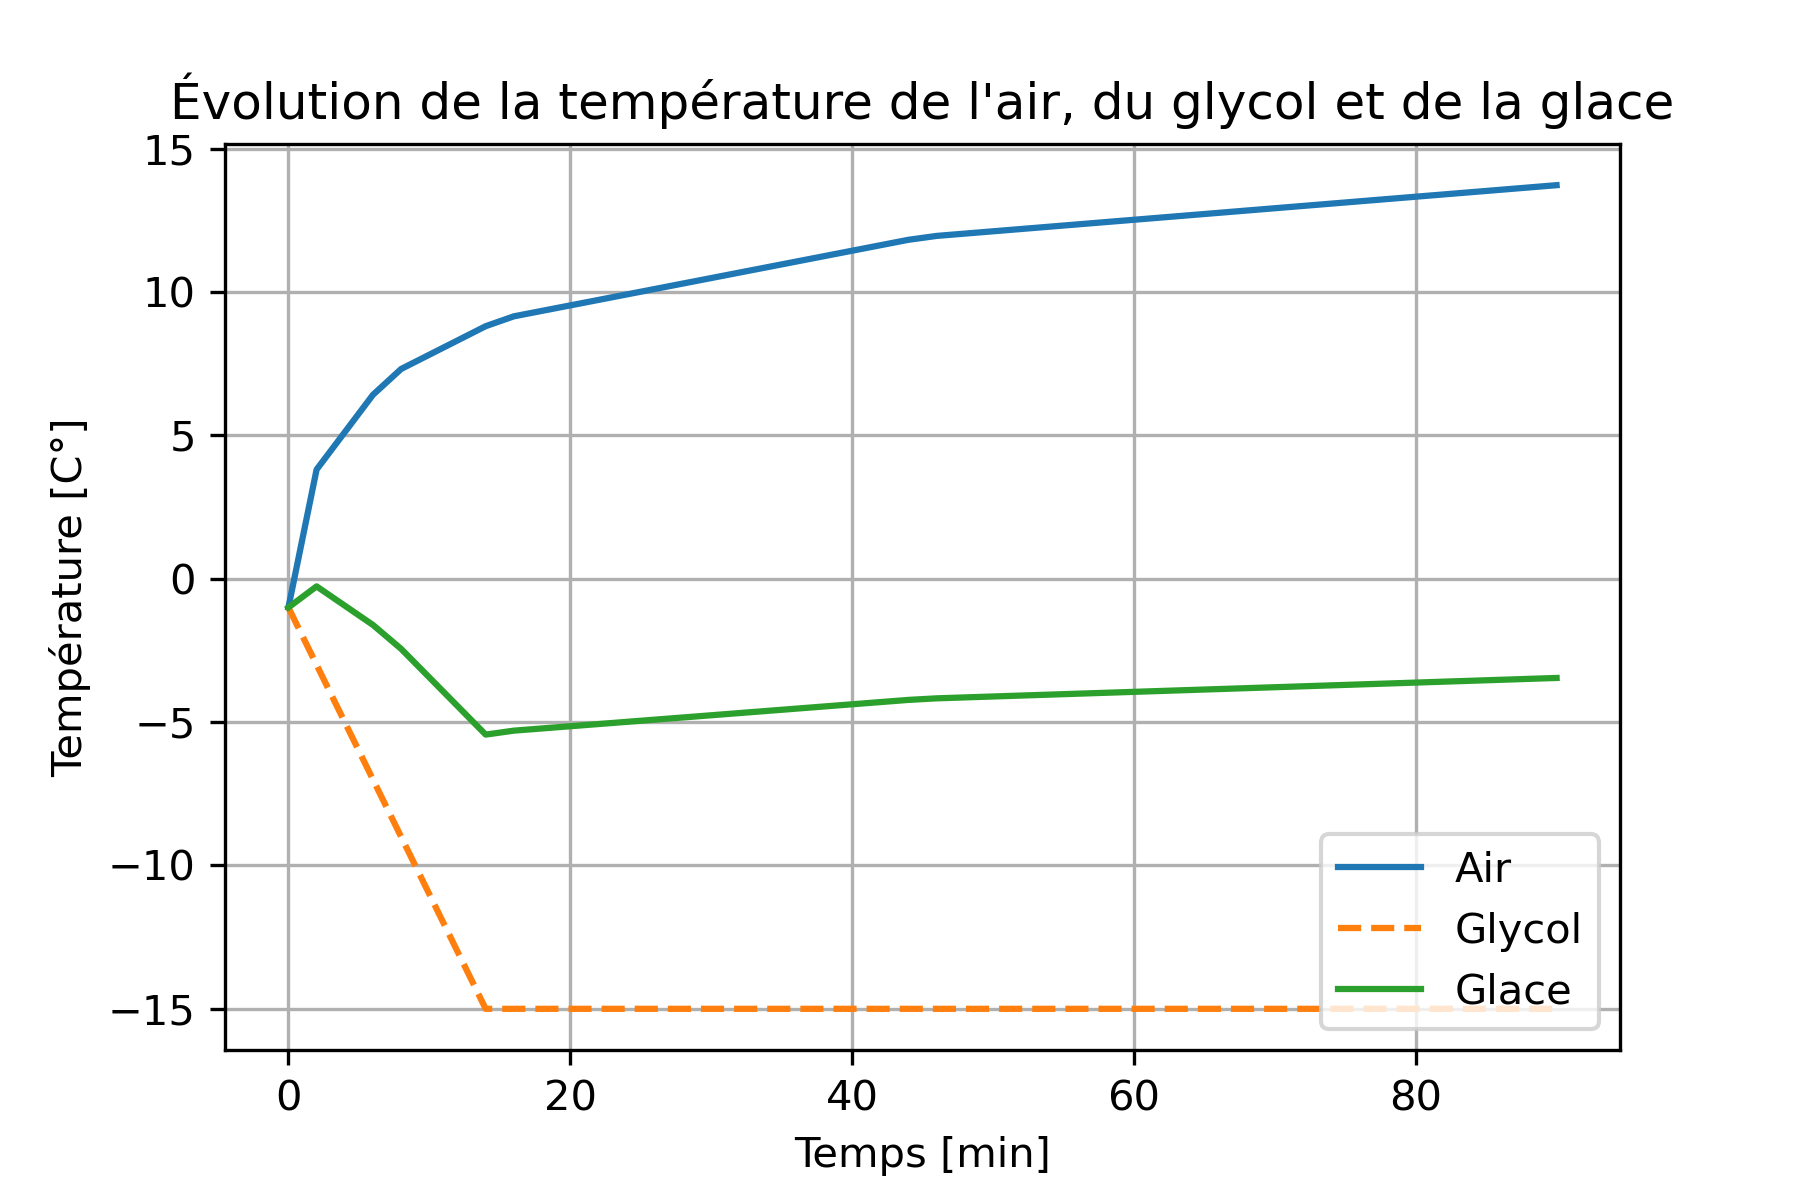 Évolution de la température de l'air, du glycol et de la glace
15
10
5
0
−5
−10
−15
Température [C°]
Air
Glycol
Glace
0 20 40 60 80
Temps [min]